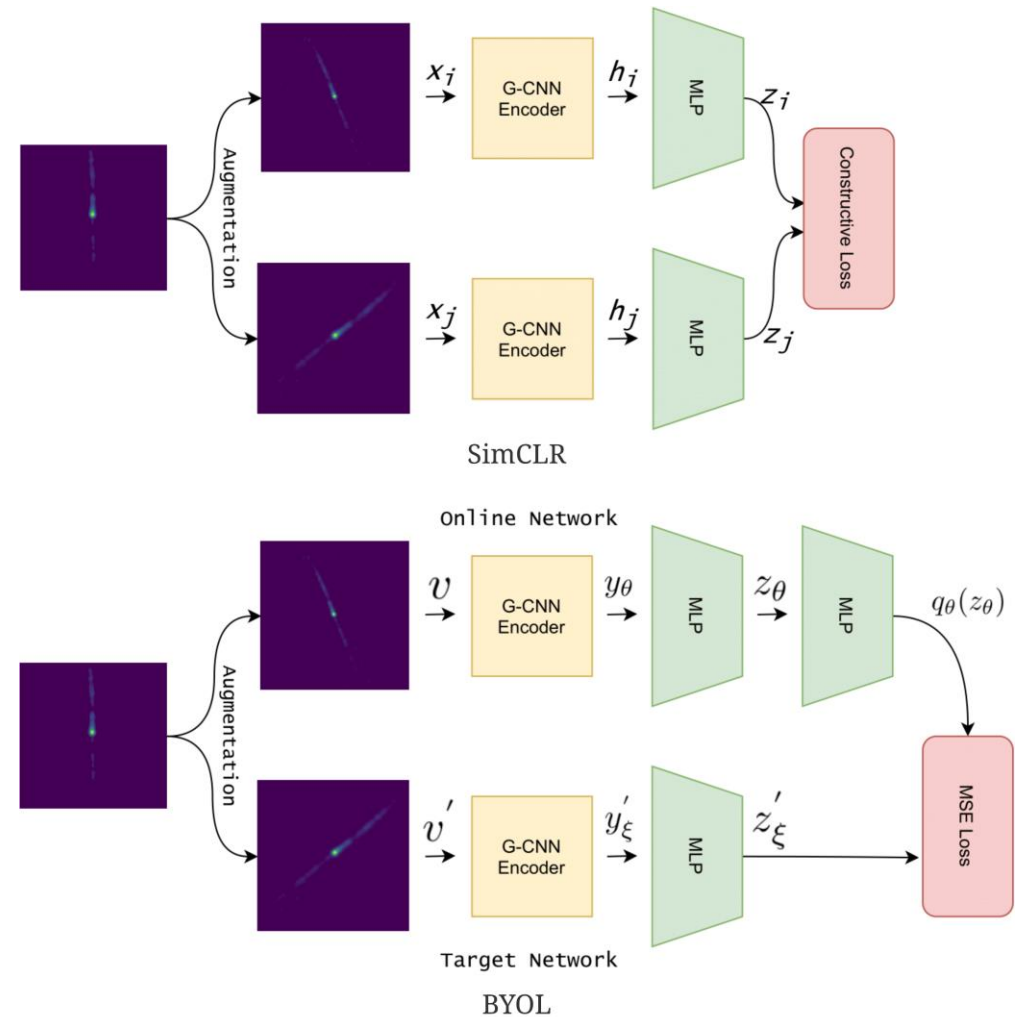 Augmentation
x_i
G-CNN
Encoder
h_i
MLP
z_i
x_j
G-CNN
Encoder
h_j
MLP
z_j
Constructive Loss
SimCLR
Online Network
Augmentation
υ
G-CNN
Encoder
y_θ
MLP
z_θ
MLP
q_θ(z_θ)
υ'
G-CNN
Encoder
y'_ξ
MLP
z'_ξ
MSE Loss
Target Network
BYOL